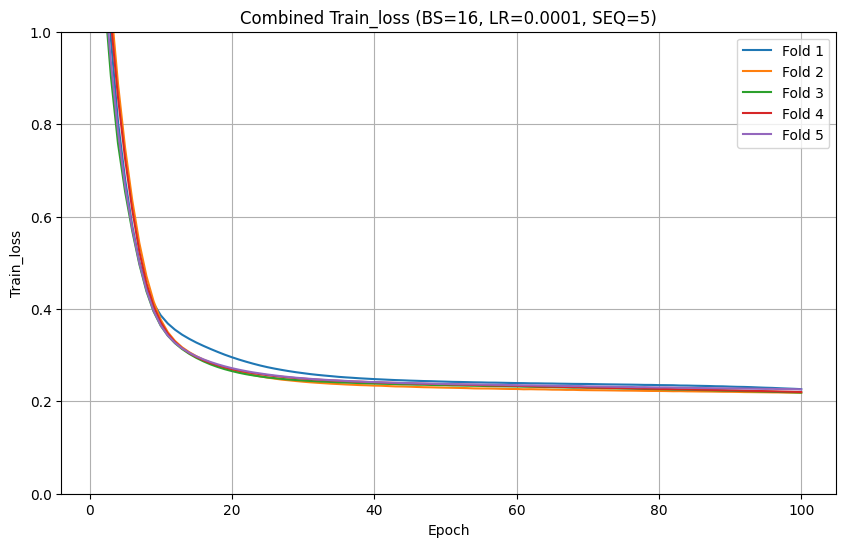 Combined Train_loss (BS=16, LR=0.0001, SEQ=5)
Fold 1
Fold 2
Fold 3
Fold 4
Fold 5
Train_loss
1.0
0.8
0.6
0.4
0.2
0.0
0 20 40 60 80 100
Epoch